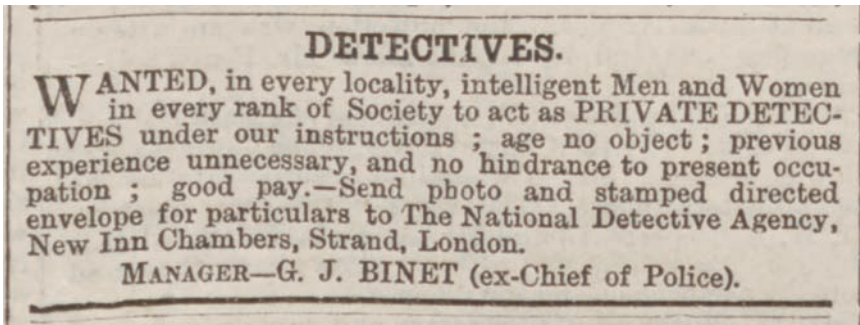 DETECTIVES.
WANTED, in every locality, intelligent Men and Women
in every rank of Society to act as PRIVATE DETEC-
TIVES under our instructions ; age no object ; previous
experience unnecessary, and no hindrance to present occu-
pation ; good pay.—Send photo and stamped directed
envelope for particulars to The National Detective Agency,
New Inn Chambers, Strand, London.
MANAGER—G. J. BINET (ex-Chief of Police).